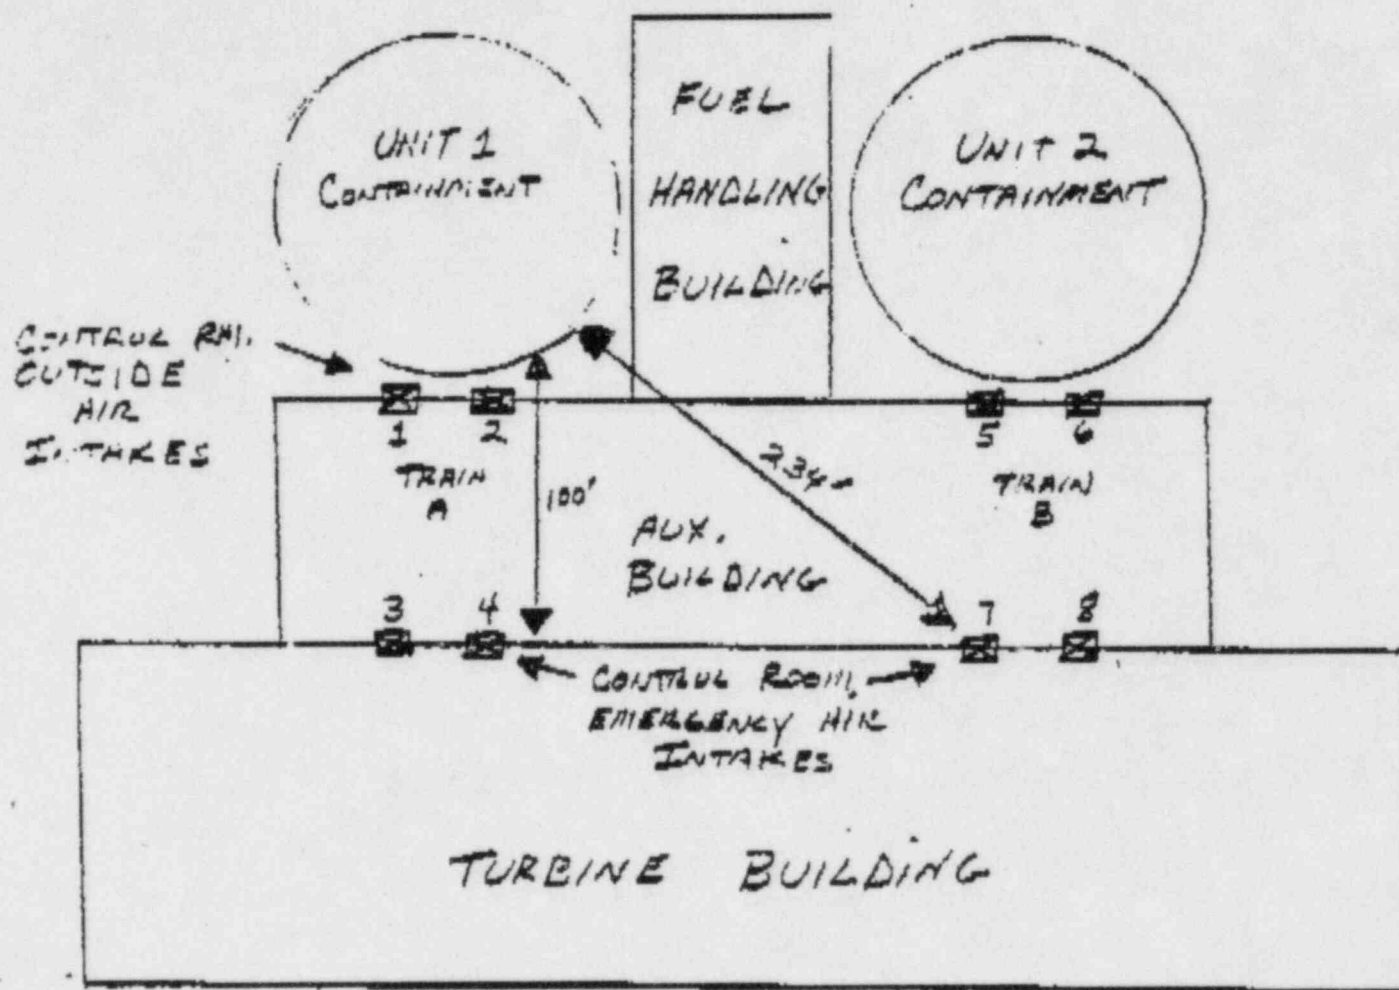 UNIT 1
CONTAINMENT
FUEL
HANDLING
BUILDING
UNIT 2
CONTAINMENT
CONTROL RM.
OUTSIDE
AIR
INTAKES
1
2
5
6
TRAIN
A
100'
234
TRAIN
B
AUX.
BUILDING
3
4
7
8
CONTROL ROOM
EMERGENCY AIR
INTAKES
TURBINE BUILDING